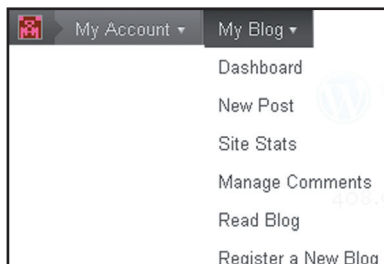 My Account ▾ My Blog ▾
Dashboard
New Post
Site Stats
Manage Comments
Read Blog
Register a New Blog